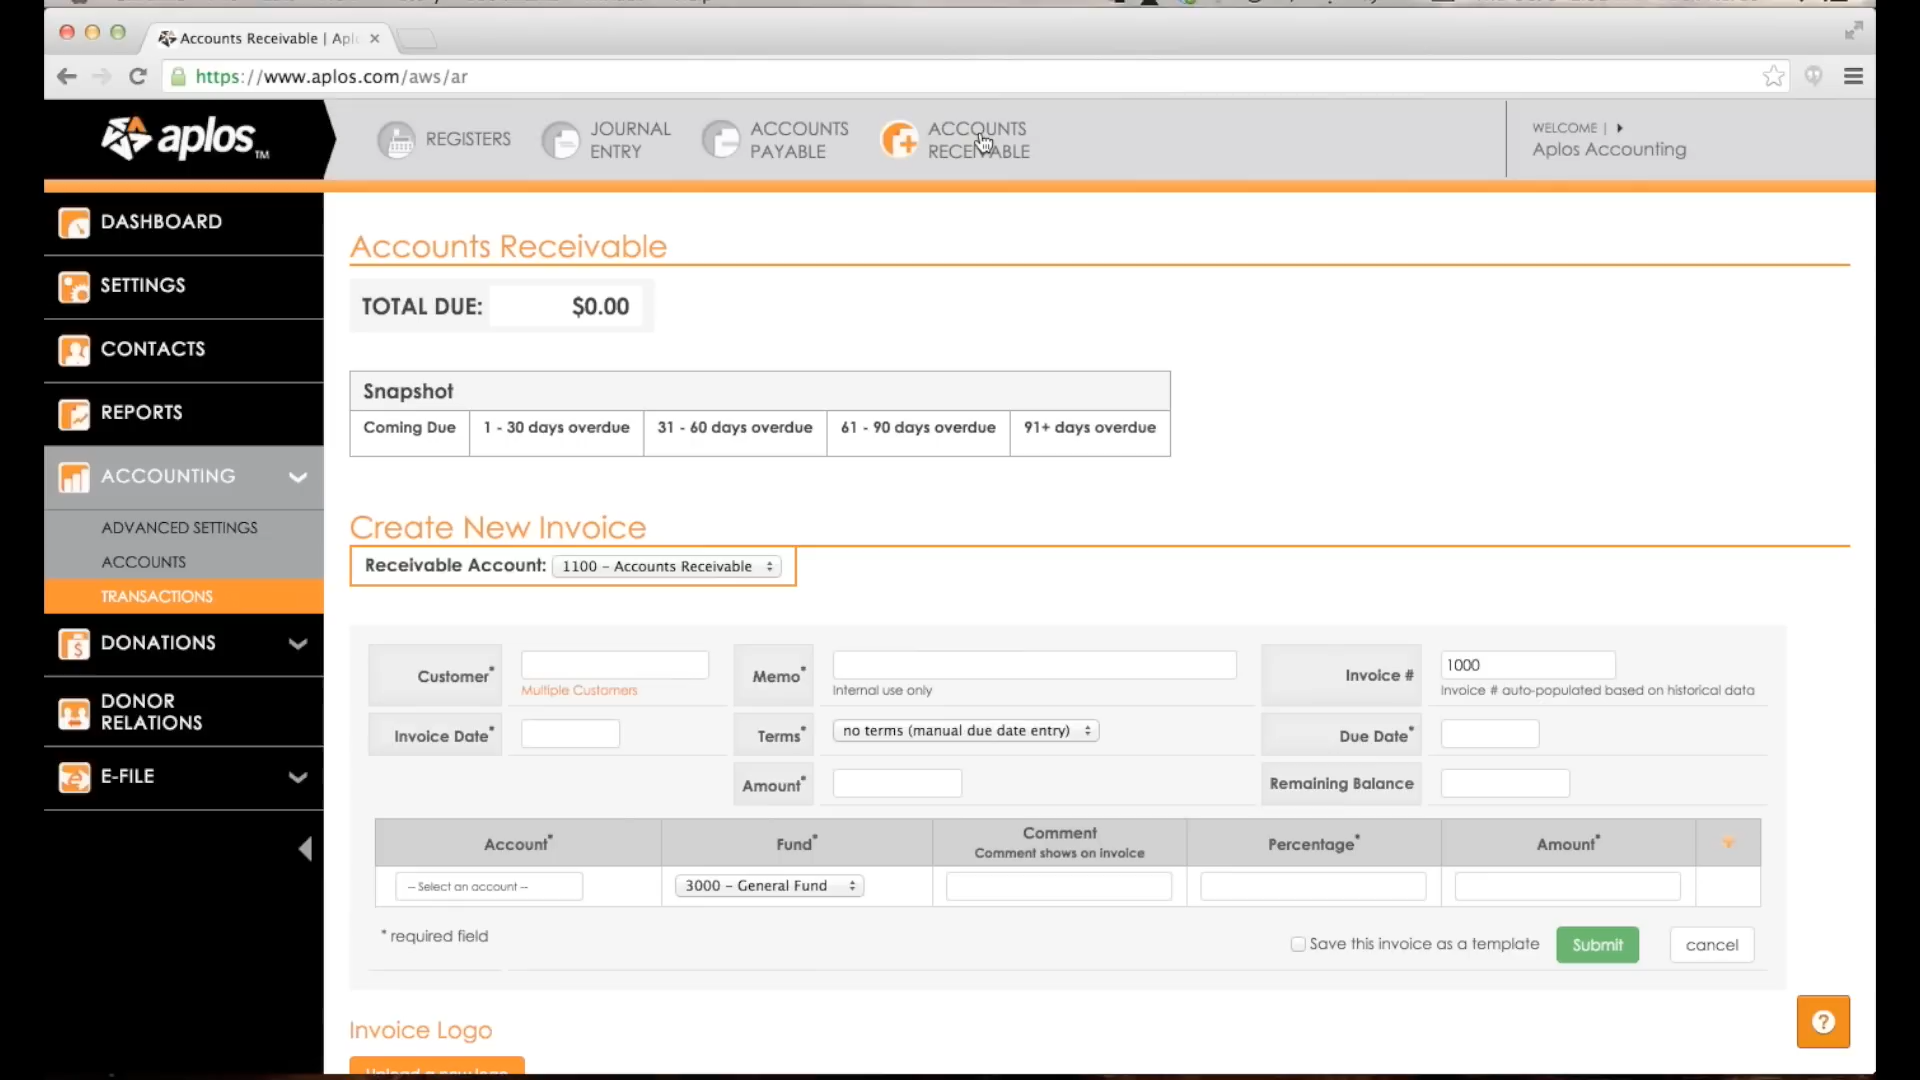 Accounts Receivable | Apl
https://www.aplos.com/aws/ar
aplos TM
REGISTERS
JOURNAL
ENTRY
ACCOUNTS
PAYABLE
ACCOUNTS
RECEIVABLE
WELCOME |
Aplos Accounting
DASHBOARD
SETTINGS
CONTACTS
REPORTS
ACCOUNTING
ADVANCED SETTINGS
ACCOUNTS
TRANSACTIONS
DONATIONS
DONOR
RELATIONS
E-FILE
Accounts Receivable
TOTAL DUE: $0.00
Snapshot
Coming Due 1 - 30 days overdue 31 - 60 days overdue 61 - 90 days overdue 91+ days overdue
Create New Invoice
Receivable Account: 1100 - Accounts Receivable
Customer*
Multiple Customers
Memo*
Internal use only
Invoice # 1000
Invoice # auto-populated based on historical data
Invoice Date*
Terms* no terms (manual due date entry)
Due Date*
Amount*
Remaining Balance
Account* Fund* Comment Percentage* Amount*
Comment shows on invoice
-- Select an account -- 3000 - General Fund
* required field
Save this invoice as a template Submit cancel
Invoice Logo
Upload a new logo
?